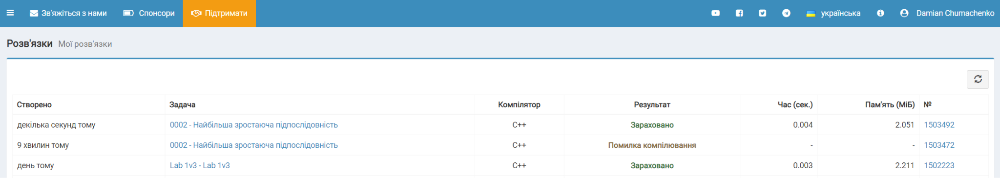 Зв'яжіться з нами Спонсори Підтримати українська Damian Chumachenko
Розв'язки Мої розв'язки
Створено Задача Компілятор Результат Час (сек.) Пам'ять (МіБ) №
декілька секунд тому 0002 - Найбільша зростаюча підпослідовність C++ Зараховано 0.004 2.051 1503492
9 хвилин тому 0002 - Найбільша зростаюча підпослідовність C++ Помилка компілювання - - 1503472
день тому Lab 1v3 - Lab 1v3 C++ Зараховано 0.003 2.211 1502223